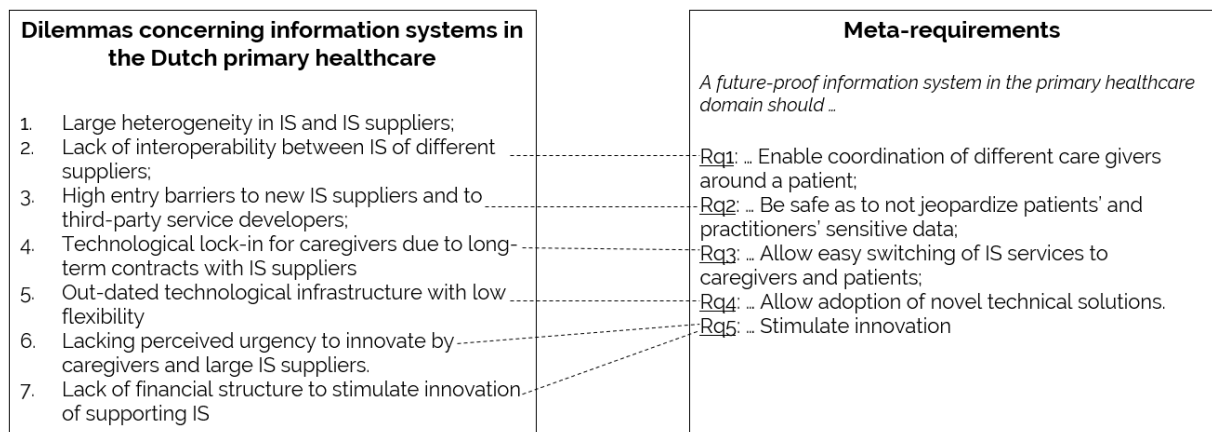 Dilemmas concerning information systems in
the Dutch primary healthcare
1. Large heterogeneity in IS and IS suppliers;
2. Lack of interoperability between IS of different
suppliers;
3. High entry barriers to new IS suppliers and to
third-party service developers;
4. Technological lock-in for caregivers due to long-
term contracts with IS suppliers
5. Out-dated technological infrastructure with low
flexibility
6. Lacking perceived urgency to innovate by
caregivers and large IS suppliers.
7. Lack of financial structure to stimulate innovation
of supporting IS
Meta-requirements
A future-proof information system in the primary healthcare
domain should …
Rq1: … Enable coordination of different care givers
around a patient;
Rq2: … Be safe as to not jeopardize patients’ and
practitioners’ sensitive data;
Rq3: … Allow easy switching of IS services to
caregivers and patients;
Rq4: … Allow adoption of novel technical solutions.
Rq5: … Stimulate innovation